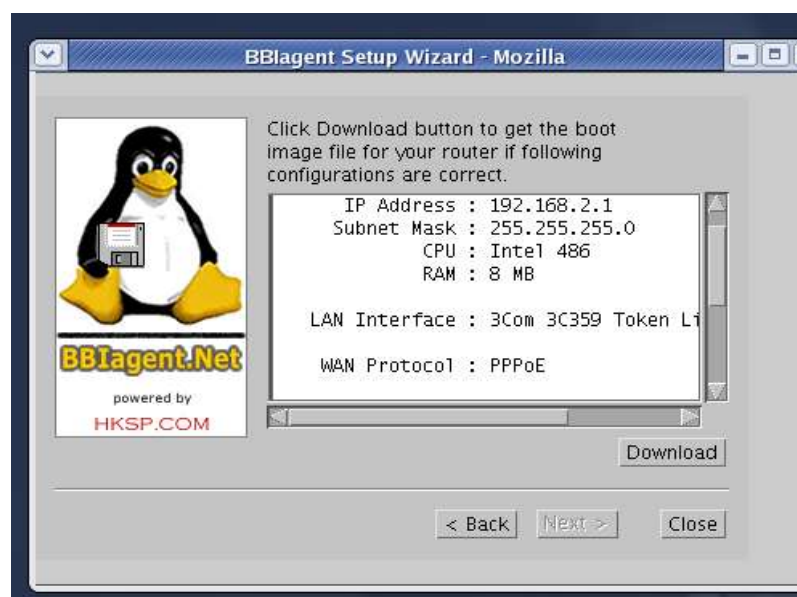 BBIagent Setup Wizard - Mozilla
Click Download button to get the boot
image file for your router if following
configurations are correct.
IP Address : 192.168.2.1
Subnet Mask : 255.255.255.0
CPU : Intel 486
RAM : 8 MB
LAN Interface : 3Com 3C359 Token Li
WAN Protocol : PPPoE
BBIagent.Net
powered by
HKSP.COM
Download
< Back Next > Close